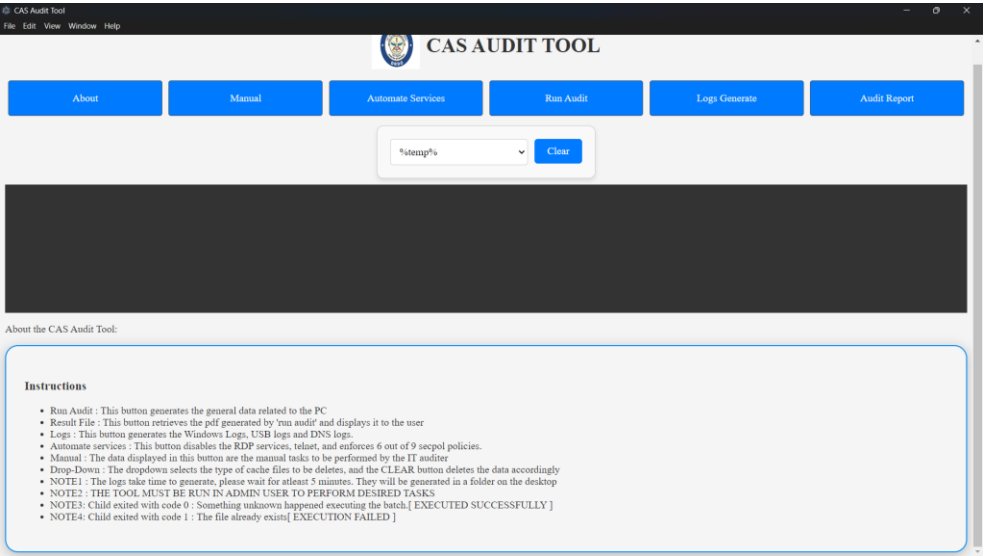 CAS Audit Tool
File Edit View Window Help
CAS AUDIT TOOL
About Manual Automate Services Run Audit Logs Generate Audit Report
%temp% Clear
About the CAS Audit Tool:
Instructions
Run Audit : This button generates the general data related to the PC
Result File : This button retrieves the pdf generated by 'run audit' and displays it to the user
Logs : This button generates the Windows Logs, USB logs and DNS logs.
Automate services : This button disables the RDP services, telnet, and enforces 6 out of 9 secpol policies.
Manual : The data displayed in this button are the manual tasks to be performed by the IT auditer
Drop-Down : The dropdown selects the type of cache files to be deletes, and the CLEAR button deletes the data accordingly
NOTE1 : The logs take time to generate, please wait for atleast 5 minutes. They will be generated in a folder on the desktop
NOTE2 : THE TOOL MUST BE RUN IN ADMIN USER TO PERFORM DESIRED TASKS
NOTE3: Child exited with code 0 : Something unknown happened executing the batch.[ EXECUTED SUCCESSFULLY ]
NOTE4: Child exited with code 1 : The file already exists[ EXECUTION FAILED ]